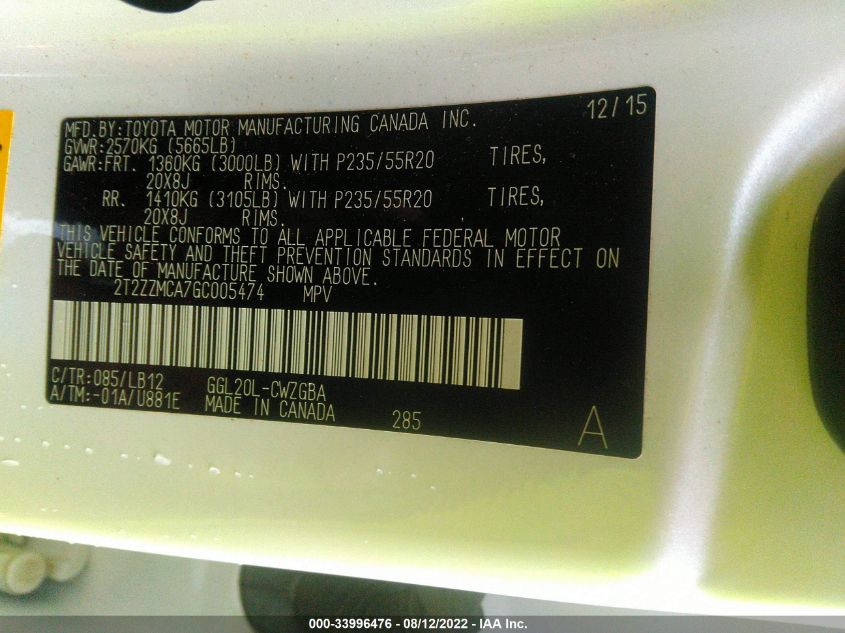 12/15
MFD.BY:TOYOTA MOTOR MANUFACTURING CANADA INC.
GVWR:2570KG (5665LB)
GAWR:FRT. 1360KG (3000LB) WITH P235/55R20 TIRES,
20X8J RIMS.
RR. 1410KG (3105LB) WITH P235/55R20 TIRES,
20X8J RIMS.
THIS VEHICLE CONFORMS TO ALL APPLICABLE FEDERAL MOTOR
VEHICLE SAFETY AND THEFT PREVENTION STANDARDS IN EFFECT ON
THE DATE OF MANUFACTURE SHOWN ABOVE.
2T2ZZMCA7GC005474 MPV
C/TR:085/LB12 GGL20L-CWZGBA
A/TM:-01A/U881E MADE IN CANADA 285 A
000-33996476 - 08/12/2022 - IAA Inc.